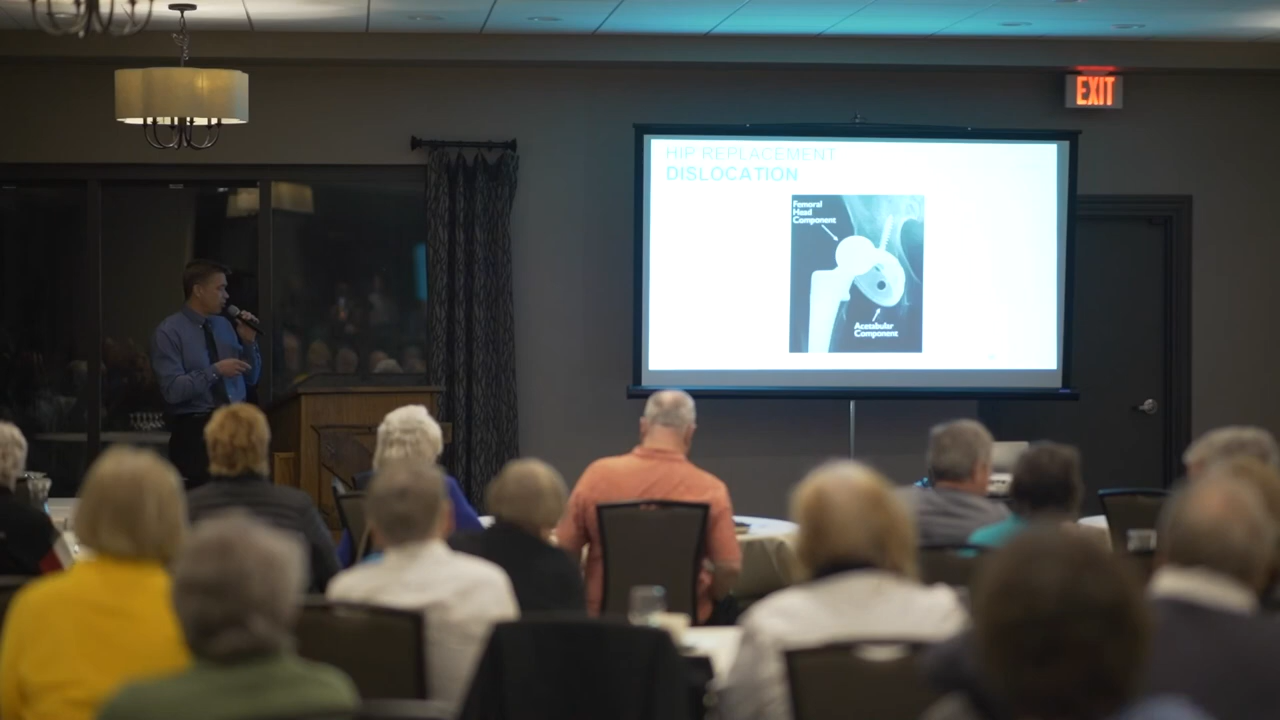 EXIT
HIP REPLACEMENT
DISLOCATION
Femoral
Head
Component
Acetabular
Component